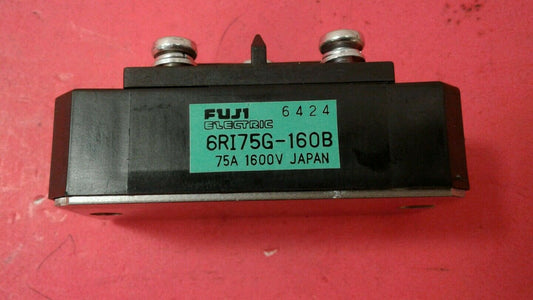 FUJI 6424
ELECTRIC
6RI75G-160B
75A 1600V JAPAN